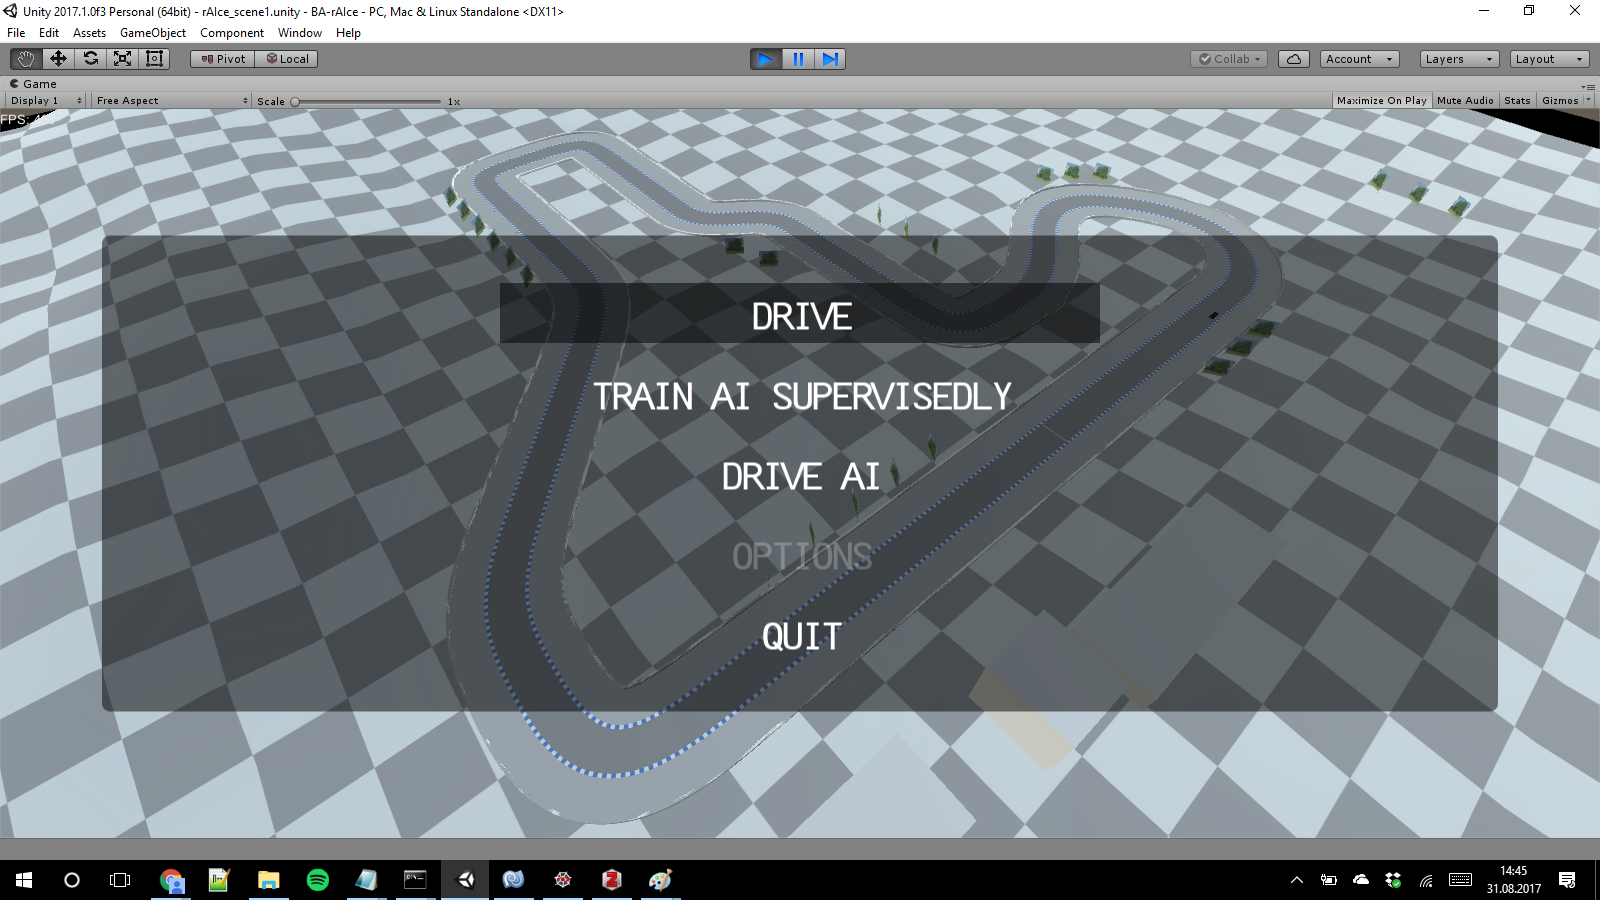 Unity 2017.1.0f3 Personal (64bit) - rAIce_scene1.unity - BA-rAIce - PC, Mac & Linux Standalone <DX11>
File Edit Assets GameObject Component Window Help
Pivot Local Collab Account Layers Layout
Game
Display 1 Free Aspect Scale 1x Maximize On Play Mute Audio Stats Gizmos
FPS:
DRIVE
TRAIN AI SUPERVISEDLY
DRIVE AI
OPTIONS
QUIT
14:45
31.08.2017